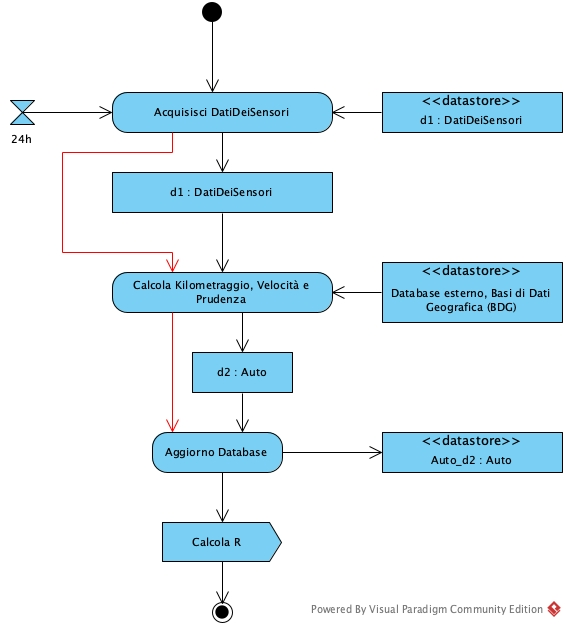 Acquisisci DatiDeiSensori
<<datastore>>
d1 : DatiDeiSensori
24h
d1 : DatiDeiSensori
Calcola Kilometraggio, Velocità e
Prudenza
<<datastore>>
Database esterno, Basi di Dati
Geografica (BDG)
d2 : Auto
Aggiorno Database
<<datastore>>
Auto_d2 : Auto
Calcola R
Powered By Visual Paradigm Community Edition